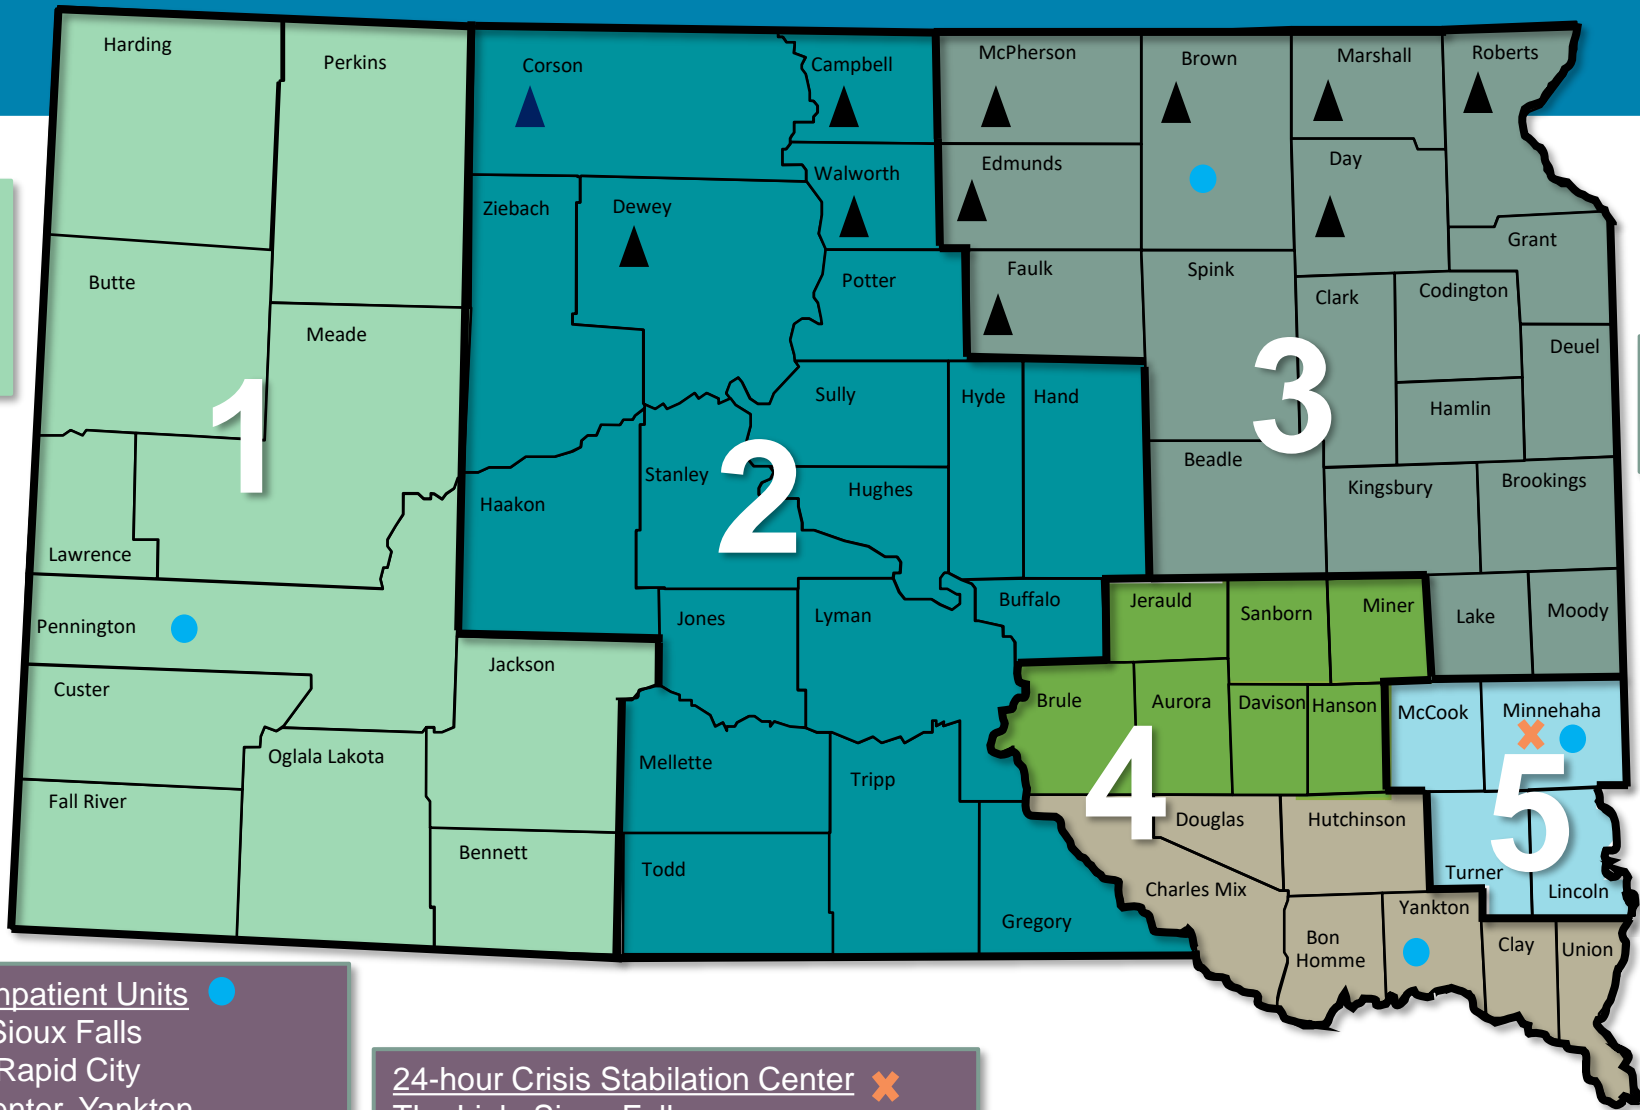 Harding
Perkins
Corson
Campbell
McPherson
Brown
Marshall
Roberts
Ziebach
Dewey
Walworth
Edmunds
Day
Grant
Butte
Meade
Potter
Faulk
Spink
Clark
Codington
Deuel
1
Sully
Hyde
Hand
3
Hamlin
Haakon
Stanley
2
Hughes
Beadle
Kingsbury
Brookings
Lawrence
Pennington
Jones
Lyman
Buffalo
Jerauld
Sanborn
Miner
Lake
Moody
Custer
Jackson
Brule
Aurora
Davison
Hanson
McCook
Minnehaha
Oglala Lakota
Mellette
Tripp
4
5
Fall River
Douglas
Hutchinson
Bennett
Todd
Charles Mix
Turner
Lincoln
Gregory
Yankton
Bon
Homme
Clay
Union
Inpatient Units
Sioux Falls
Rapid City
Yankton
24-hour Crisis Stabilation Center